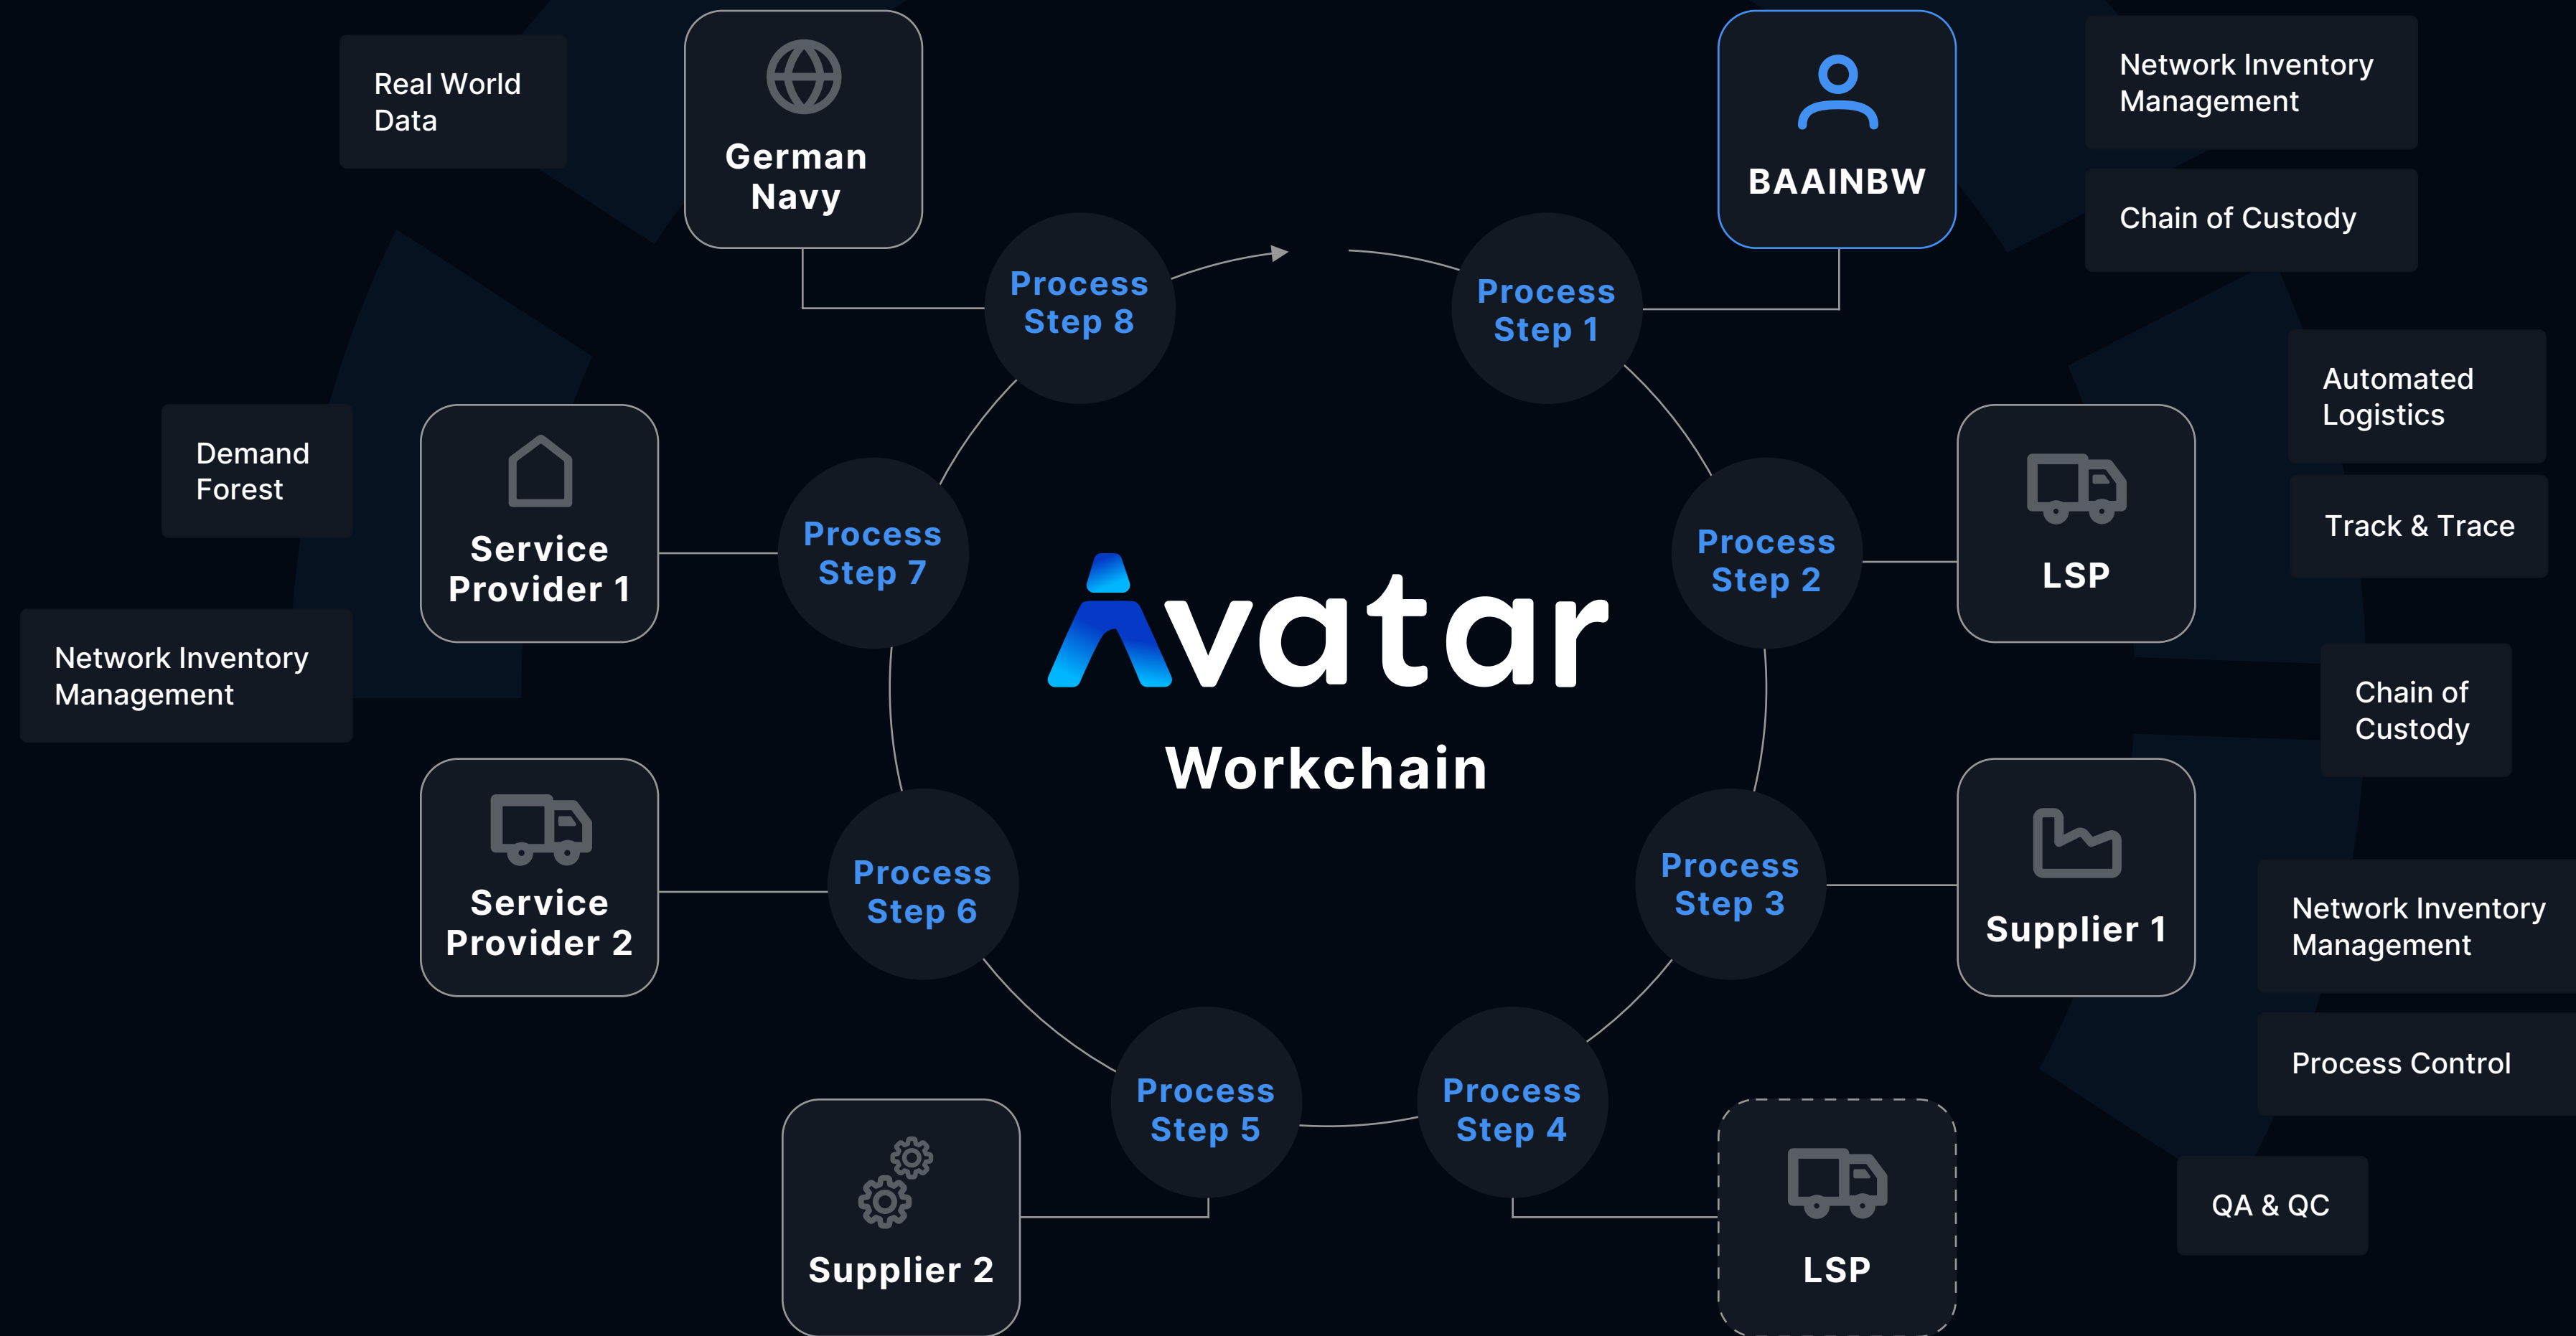 Real World
Data
German
Navy
BAAINBW
Network Inventory
Management
Chain of Custody
Process
Step 8
Process
Step 1
Automated
Logistics
Track & Trace
Demand
Forest
Service
Provider 1
Process
Step 7
Process
Step 2
LSP
Avatar
Workchain
Network Inventory
Management
Chain of
Custody
Service
Provider 2
Process
Step 6
Process
Step 3
Supplier 1
Network Inventory
Management
Process Control
Process
Step 5
Process
Step 4
Supplier 2
LSP
QA & QC